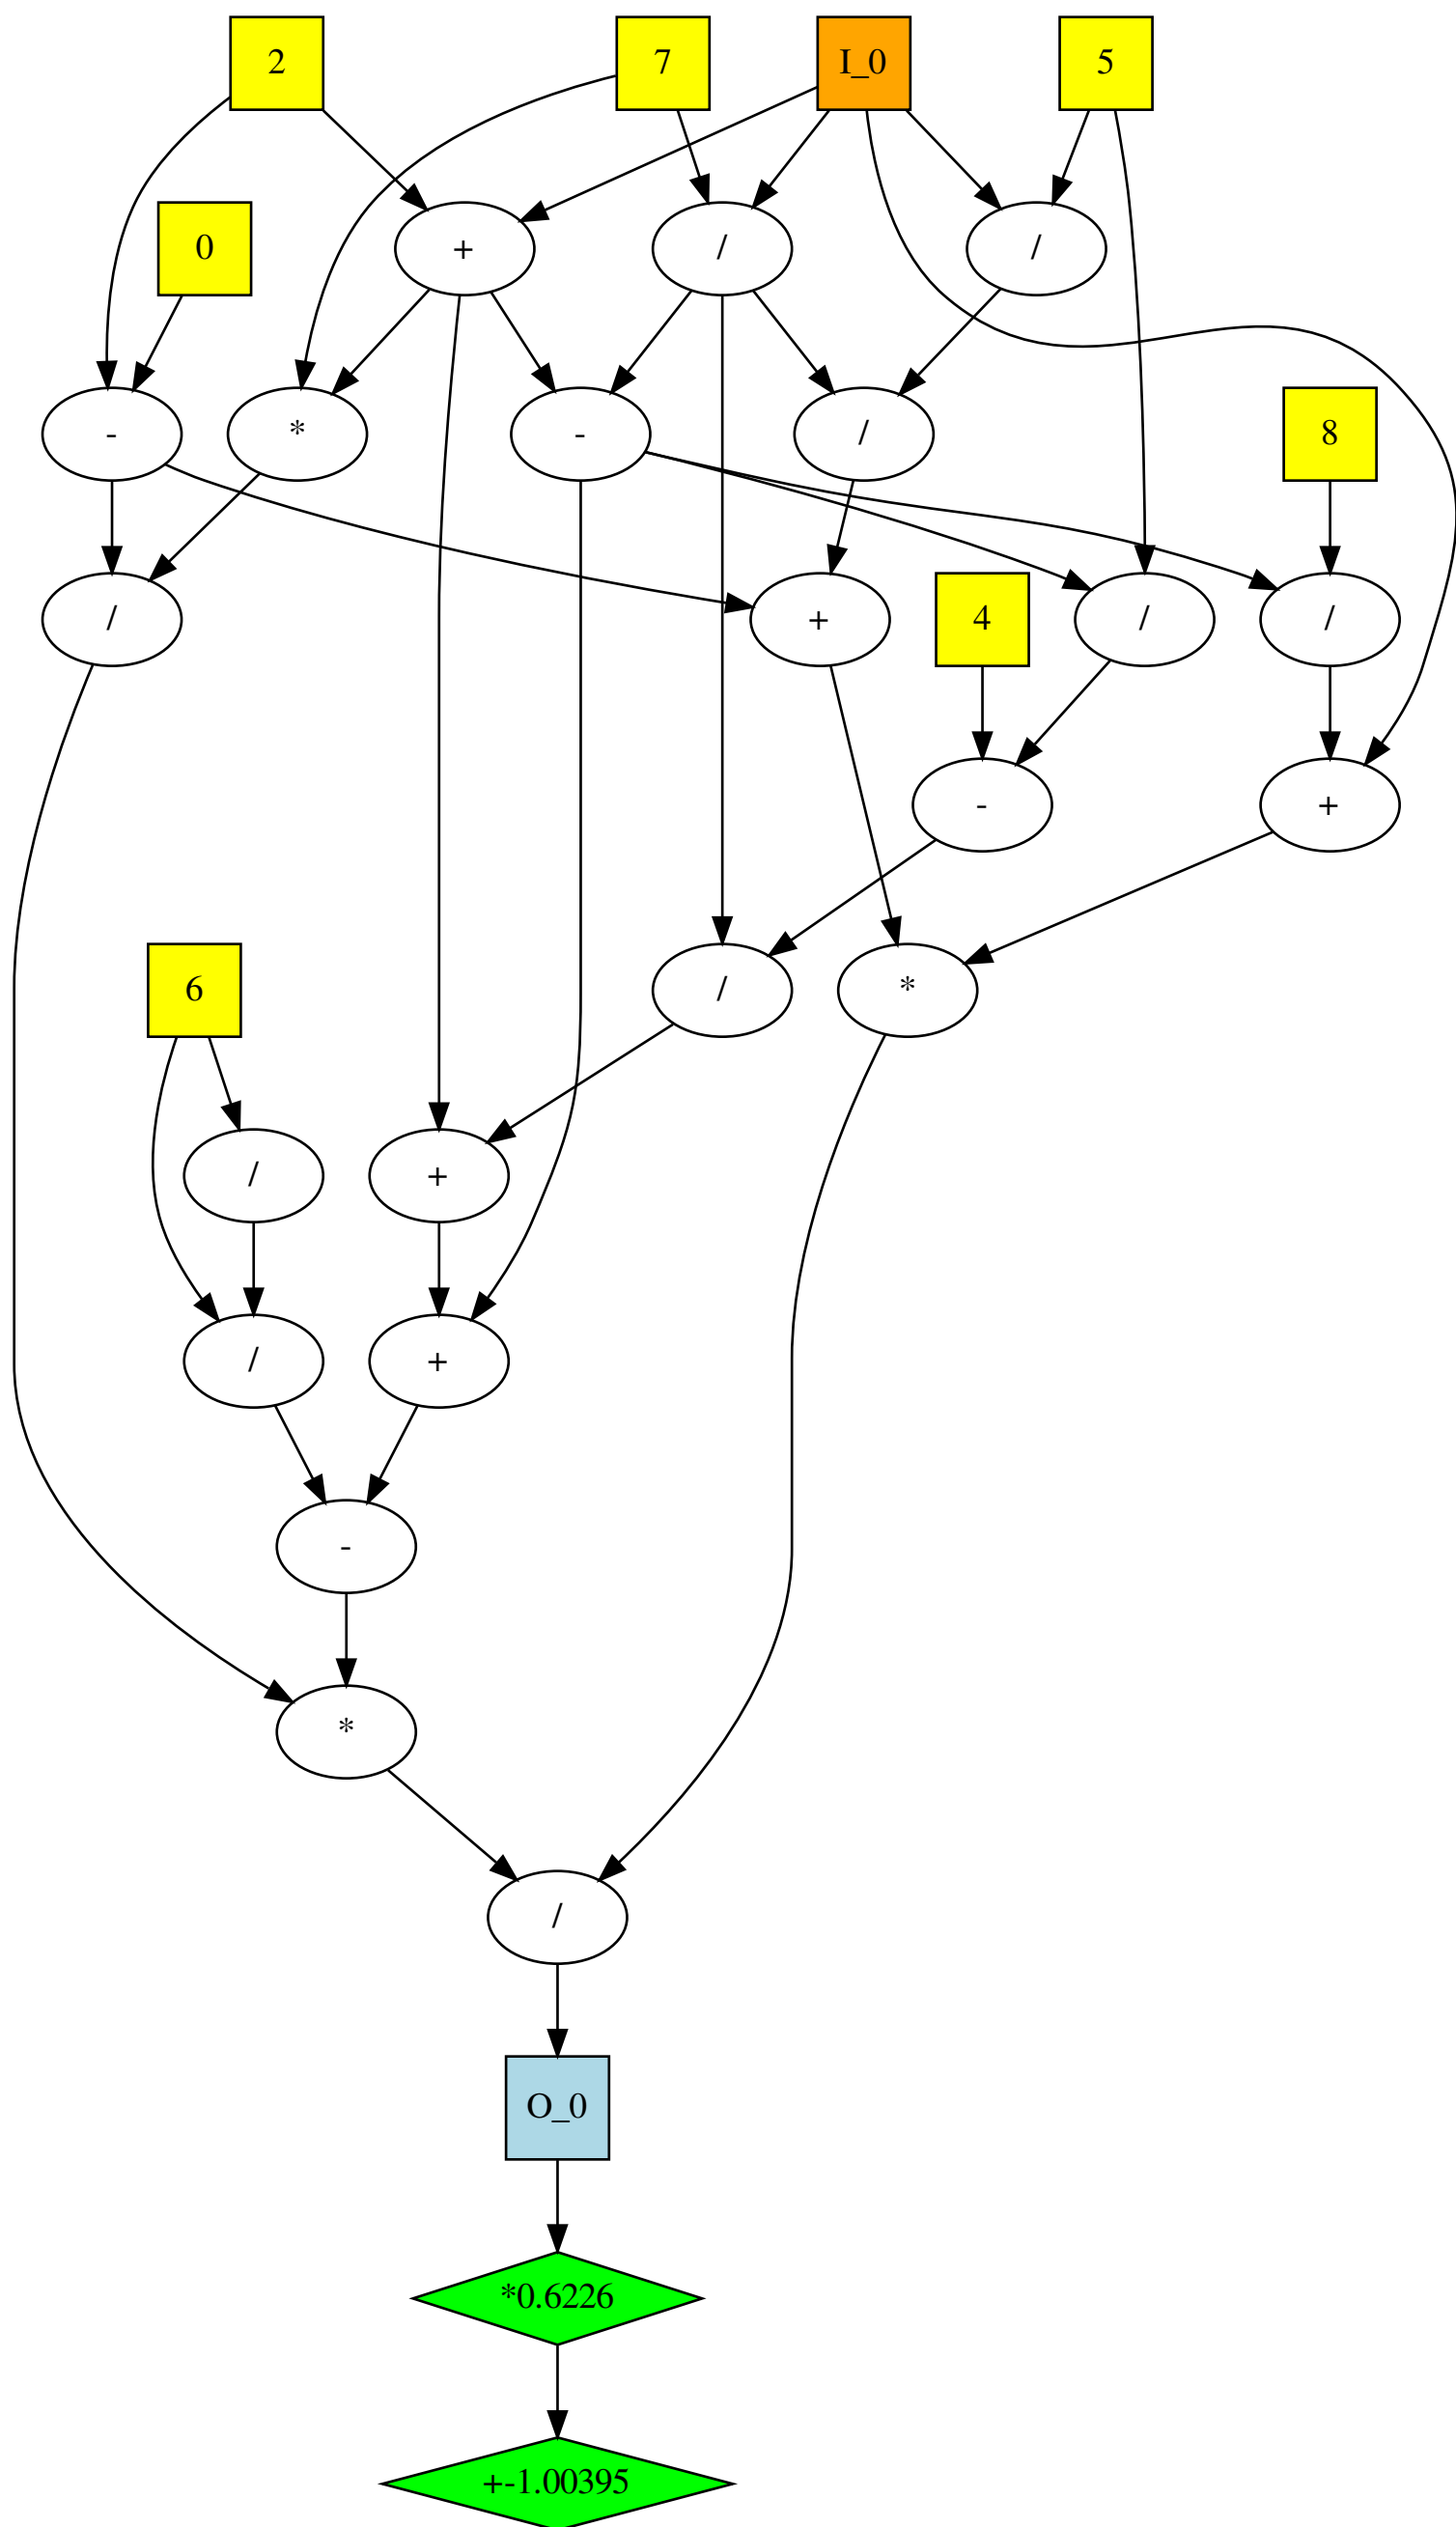 2 7 I_0 5
0 + / /
- * - / 8
/ + 4 / /
- +
6 / *
/ +
/ +
-
*
/
O_0
*0.6226
+-1.00395